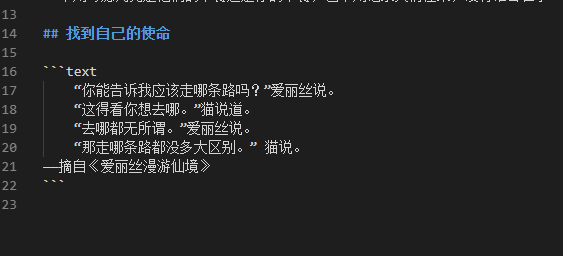 13
14 ## 找到自己的使命
15
16 ```text
17 “你能告诉我应该走哪条路吗？”爱丽丝说。
18 “这得看你想去哪。”猫说道。
19 “去哪都无所谓。”爱丽丝说。
20 “那走哪条路都没多大区别。” 猫说。
21 ——摘自《爱丽丝漫游仙境》
22 ```
23